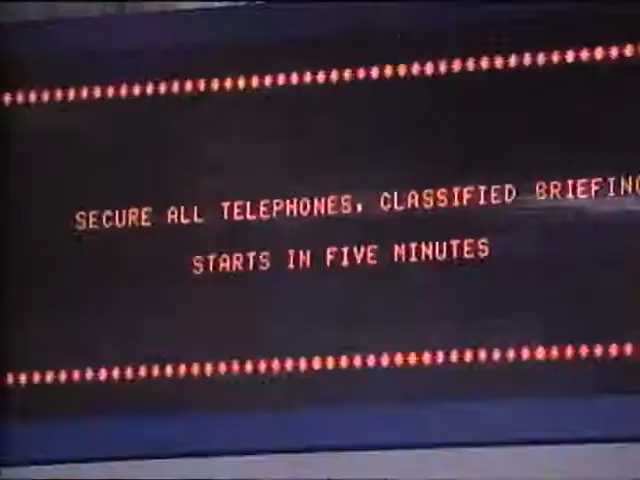 SECURE ALL TELEPHONES, CLASSIFIED BRIEFING
STARTS IN FIVE MINUTES